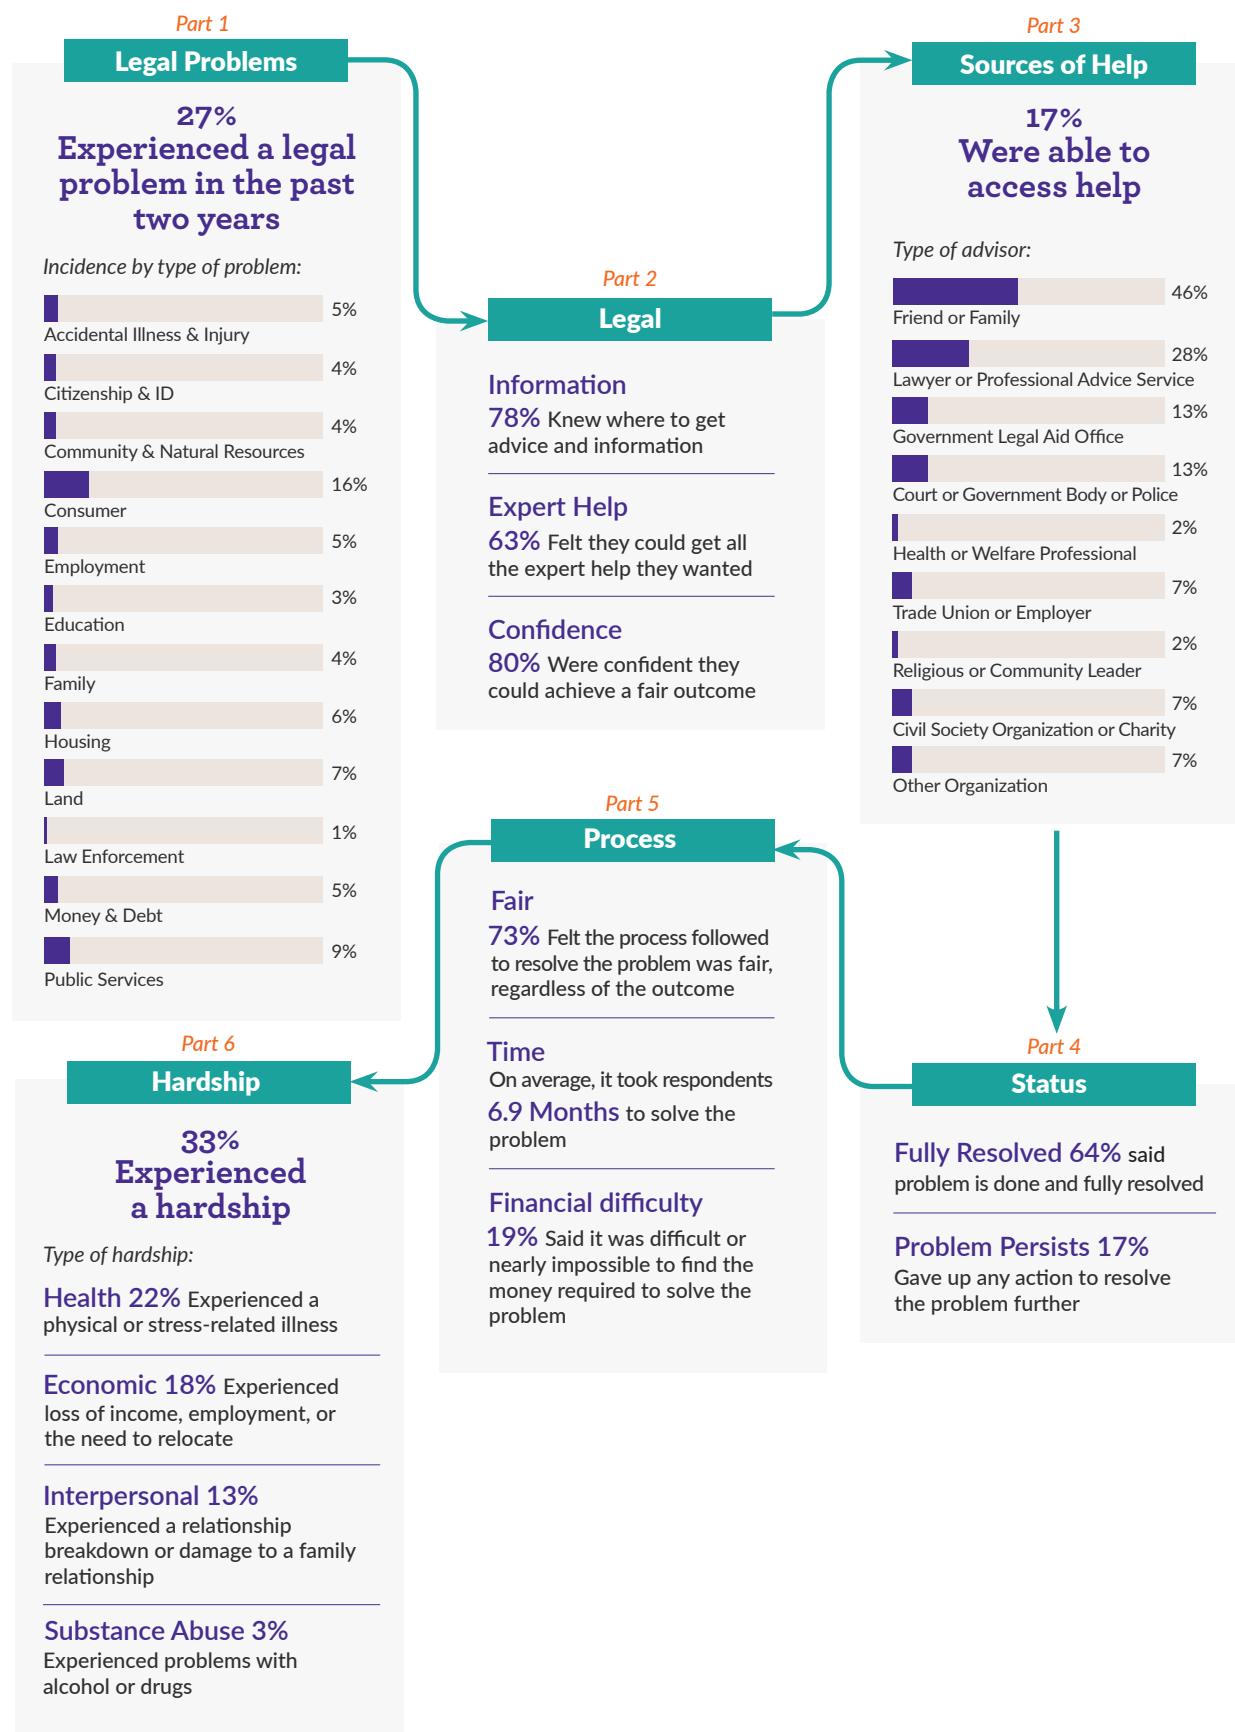 Part 1
Legal Problems
27%
Experienced a legal
problem in the past
two years
Incidence by type of problem:
5%
Accidental Illness & Injury
4%
Citizenship & ID
4%
Community & Natural Resources
16%
Consumer
5%
Employment
3%
Education
4%
Family
6%
Housing
7%
Land
1%
Law Enforcement
5%
Money & Debt
9%
Public Services
Part 2
Legal
Information
78% Knew where to get
advice and information
Expert Help
63% Felt they could get all
the expert help they wanted
Confidence
80% Were confident they
could achieve a fair outcome
Part 3
Sources of Help
17%
Were able to
access help
Type of advisor:
46%
Friend or Family
28%
Lawyer or Professional Advice Service
13%
Government Legal Aid Office
13%
Court or Government Body or Police
2%
Health or Welfare Professional
7%
Trade Union or Employer
2%
Religious or Community Leader
7%
Civil Society Organization or Charity
7%
Other Organization
Part 4
Status
Fully Resolved 64% said
problem is done and fully resolved
Problem Persists 17%
Gave up any action to resolve
the problem further
Part 5
Process
Fair
73% Felt the process followed
to resolve the problem was fair,
regardless of the outcome
Time
On average, it took respondents
6.9 Months to solve the
problem
Financial difficulty
19% Said it was difficult or
nearly impossible to find the
money required to solve the
problem
Part 6
Hardship
33%
Experienced
a hardship
Type of hardship:
Health 22% Experienced a
physical or stress-related illness
Economic 18% Experienced
loss of income, employment, or
the need to relocate
Interpersonal 13%
Experienced a relationship
breakdown or damage to a family
relationship
Substance Abuse 3%
Experienced problems with
alcohol or drugs